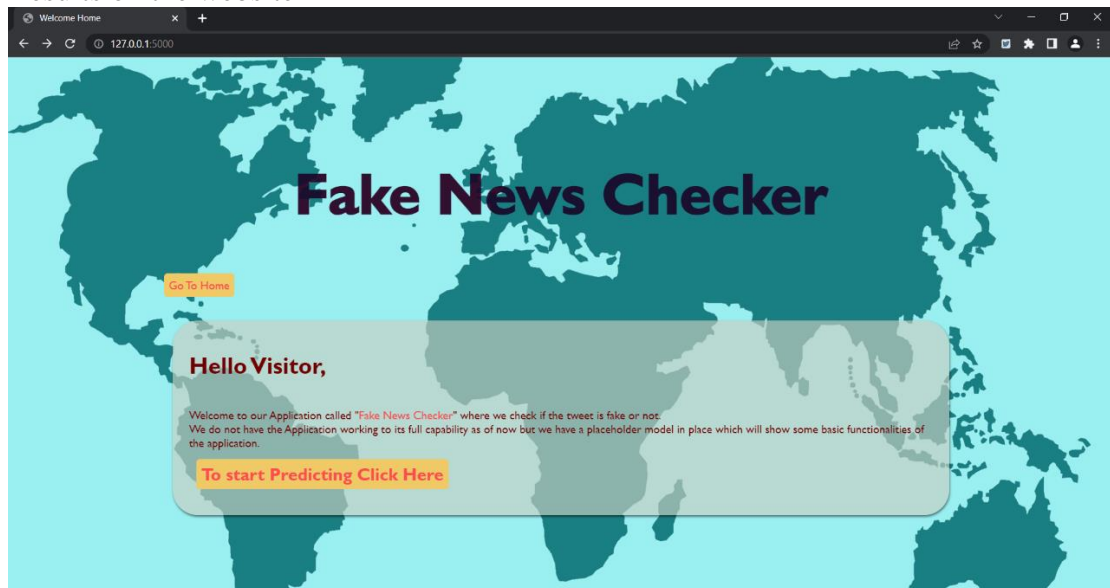 Welcome Home
127.0.0.1:5000
Fake News Checker
Go To Home
Hello Visitor,
Welcome to our Application called "Fake News Checker" where we check if the tweet is fake or not.
We do not have the Application working to its full capability as of now but we have a placeholder model in place which will show some basic functionalities of
the application.
To start Predicting Click Here